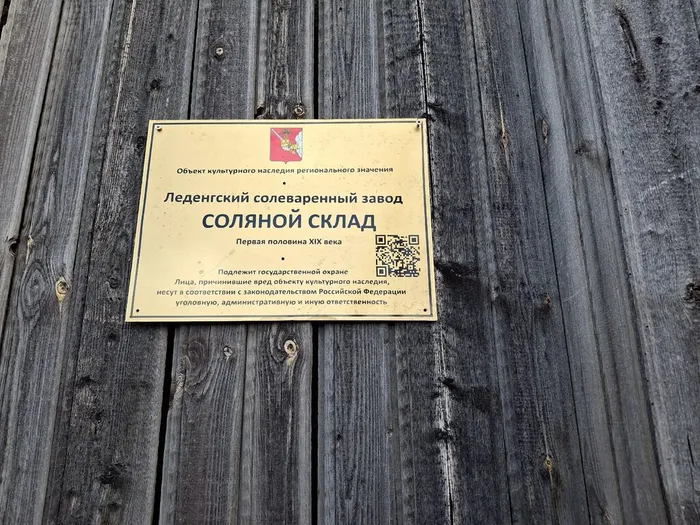 Объект культурного наследия регионального значения
Леденгский солеваренный завод
СОЛЯНОЙ СКЛАД
Первая половина XIX века
Подлежит государственной охране
Лица, причинившие вред объекту культурного наследия,
несут в соответствии с законодательством Российской Федерации
уголовную, административную и иную ответственность